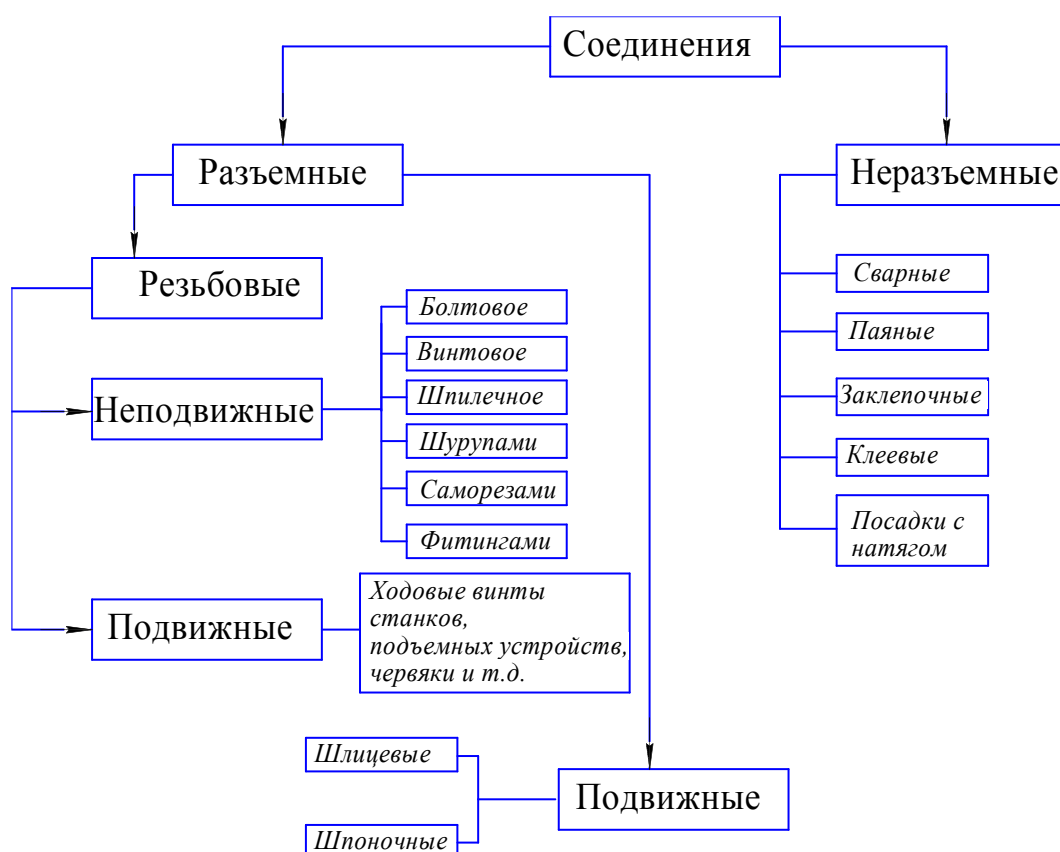 Соединения
Разъемные
Неразъемные
Резьбовые
Сварные
Болтовое
Паяные
Винтовое
Неподвижные
Шпилечное
Заклепочные
Шурупами
Клеевые
Саморезами
Посадки с
натягом
Фитингами
Подвижные
Ходовые винты
станков,
подъемных устройств,
червяки и т.д.
Шлицевые
Подвижные
Шпоночные